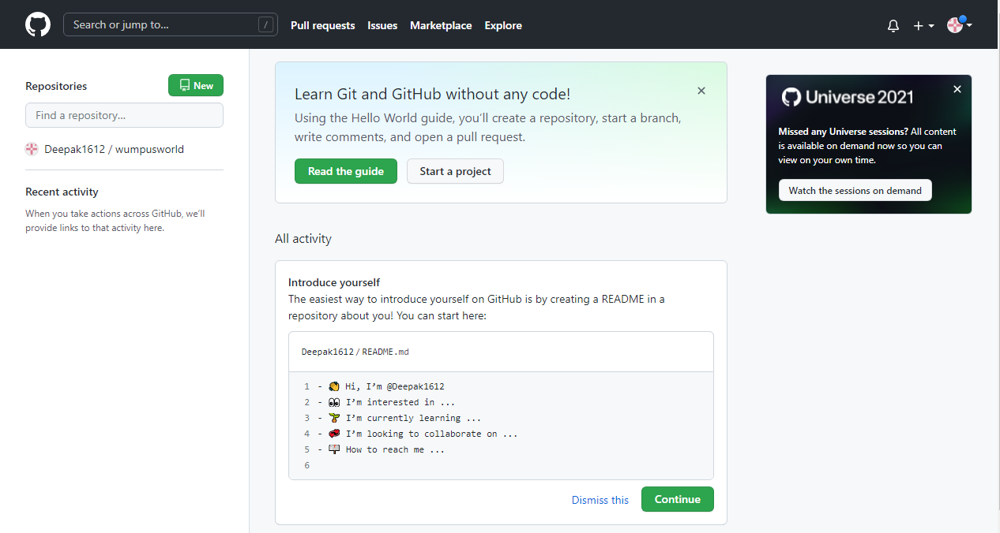 Search or jump to...
/
Pull requests
Issues
Marketplace
Explore
Repositories
New
Find a repository...
Deepak1612 / wumpusworld
Recent activity
When you take actions across GitHub, we'll
provide links to that activity here.
Learn Git and GitHub without any code!
Using the Hello World guide, you'll create a repository, start a branch,
write comments, and open a pull request.
Read the guide
Start a project
All activity
Introduce yourself
The easiest way to introduce yourself on GitHub is by creating a README in a
repository about you! You can start here:
Deepak1612 / README.md
1 - 👋 Hi, I'm @Deepak1612
2 - 👀 I'm interested in ...
3 - 🌱 I'm currently learning ...
4 - 💞️ I'm looking to collaborate on ...
5 - 📫 How to reach me ...
6
Dismiss this
Continue
Universe 2021
Missed any Universe sessions? All content
is available on demand now so you can
view on your own time.
Watch the sessions on demand